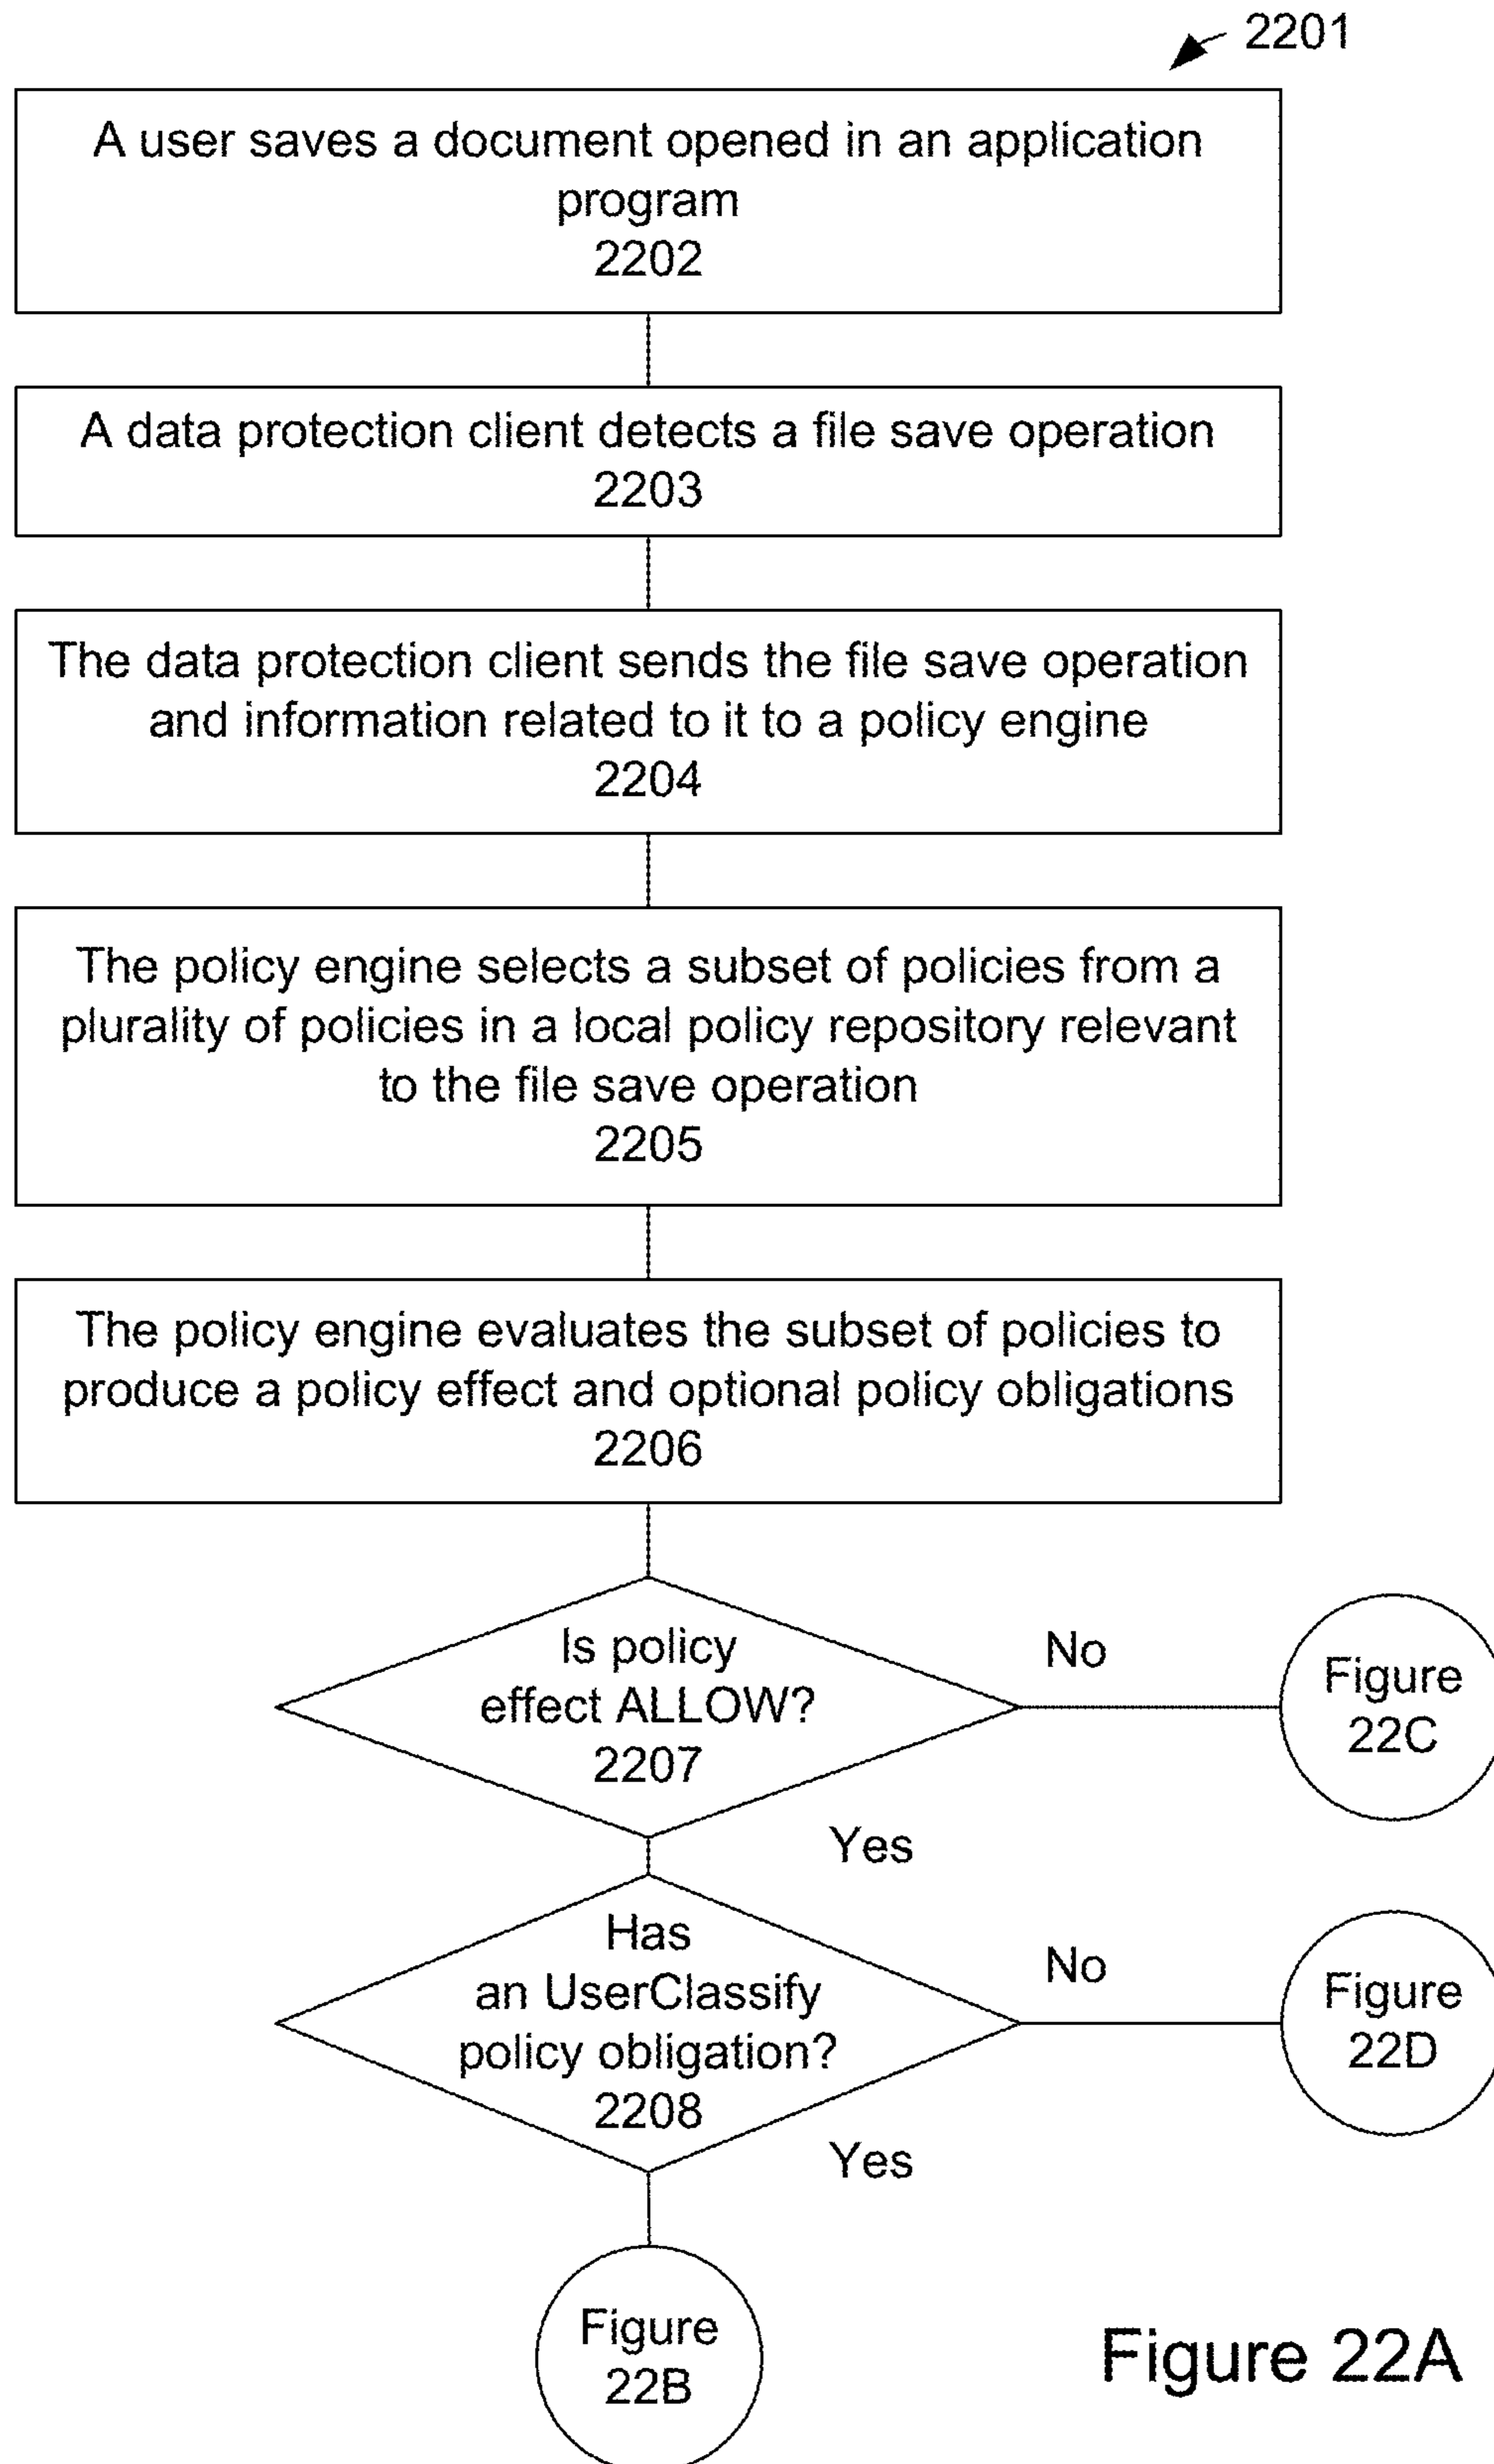 2201
A user saves a document opened in an application
program
2202
A data protection client detects a file save operation
2203
The data protection client sends the file save operation
and information related to it to a policy engine
2204
The policy engine selects a subset of policies from a
plurality of policies in a local policy repository relevant
to the file save operation
2205
The policy engine evaluates the subset of policies to
produce a policy effect and optional policy obligations
2206
Is policy
effect ALLOW?
2207
No
Figure
22C
Yes
Has
an UserClassify
policy obligation?
2208
No
Figure
22D
Yes
Figure
22B
Figure 22A